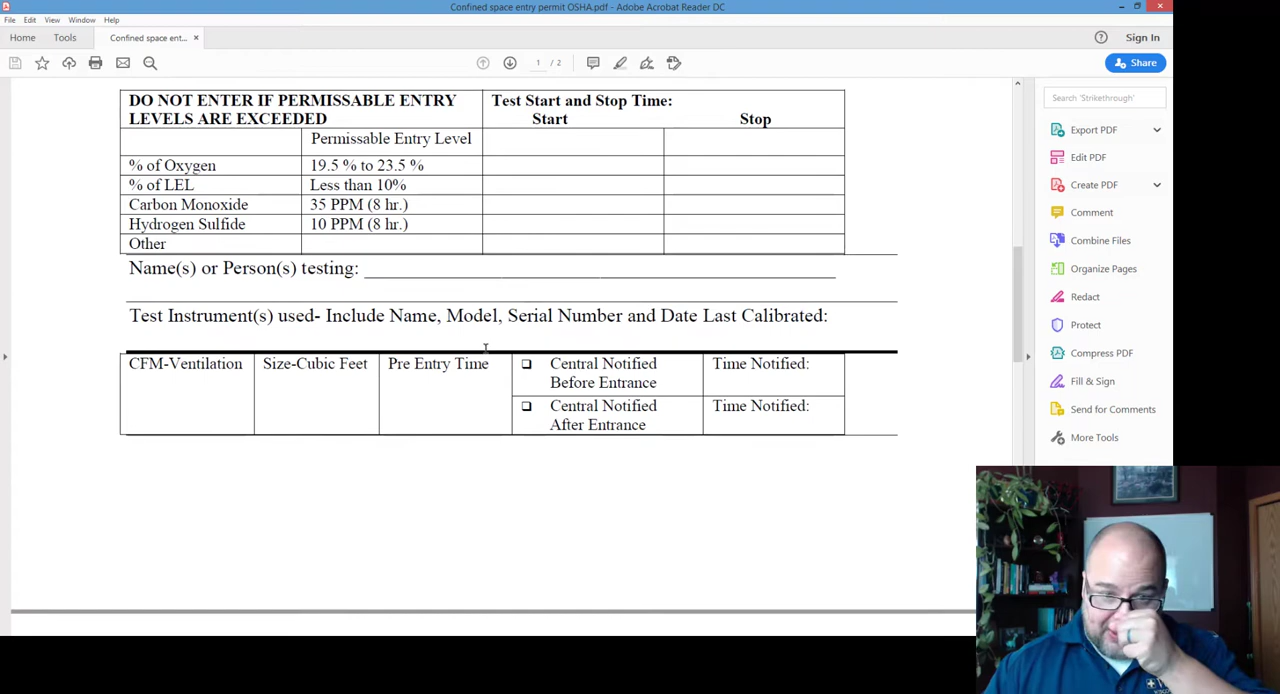 Confined space entry permit OSHA.pdf - Adobe Acrobat Reader DC
File Edit View Window Help
Home Tools Confined space ent... × Sign In
1 / 2 Share
DO NOT ENTER IF PERMISSABLE ENTRY LEVELS ARE EXCEEDED
Test Start and Stop Time:
Start Stop
Permissable Entry Level
% of Oxygen 19.5 % to 23.5 %
% of LEL Less than 10%
Carbon Monoxide 35 PPM (8 hr.)
Hydrogen Sulfide 10 PPM (8 hr.)
Other
Name(s) or Person(s) testing:
Test Instrument(s) used- Include Name, Model, Serial Number and Date Last Calibrated:
CFM-Ventilation Size-Cubic Feet Pre Entry Time
Central Notified Before Entrance Time Notified:
Central Notified After Entrance Time Notified:
Search 'Strikethrough'
Export PDF
Edit PDF
Create PDF
Comment
Combine Files
Organize Pages
Redact
Protect
Compress PDF
Fill & Sign
Send for Comments
More Tools